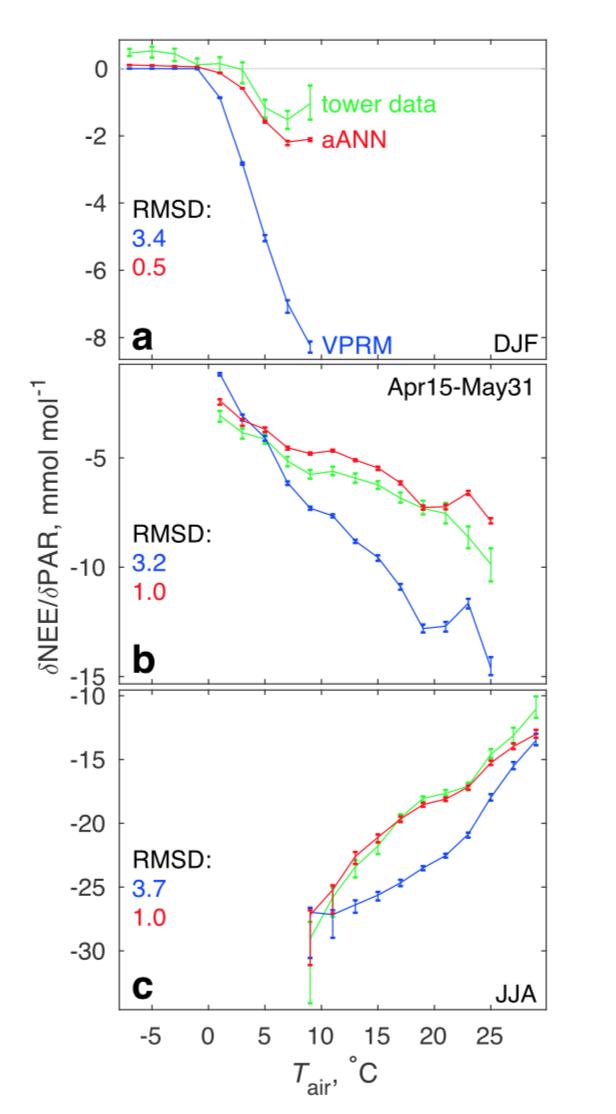 0
-2
-4
-6
-8
tower data
aANN
VPRM
RMSD:
3.4
0.5
a
DJF
δNEE/δPAR, mmol mol⁻¹
Apr15-May31
-5
-10
-15
RMSD:
3.2
1.0
b
-10
-15
-20
-25
-30
RMSD:
3.7
1.0
c
JJA
-5 0 5 10 15 20 25
T_air, °C